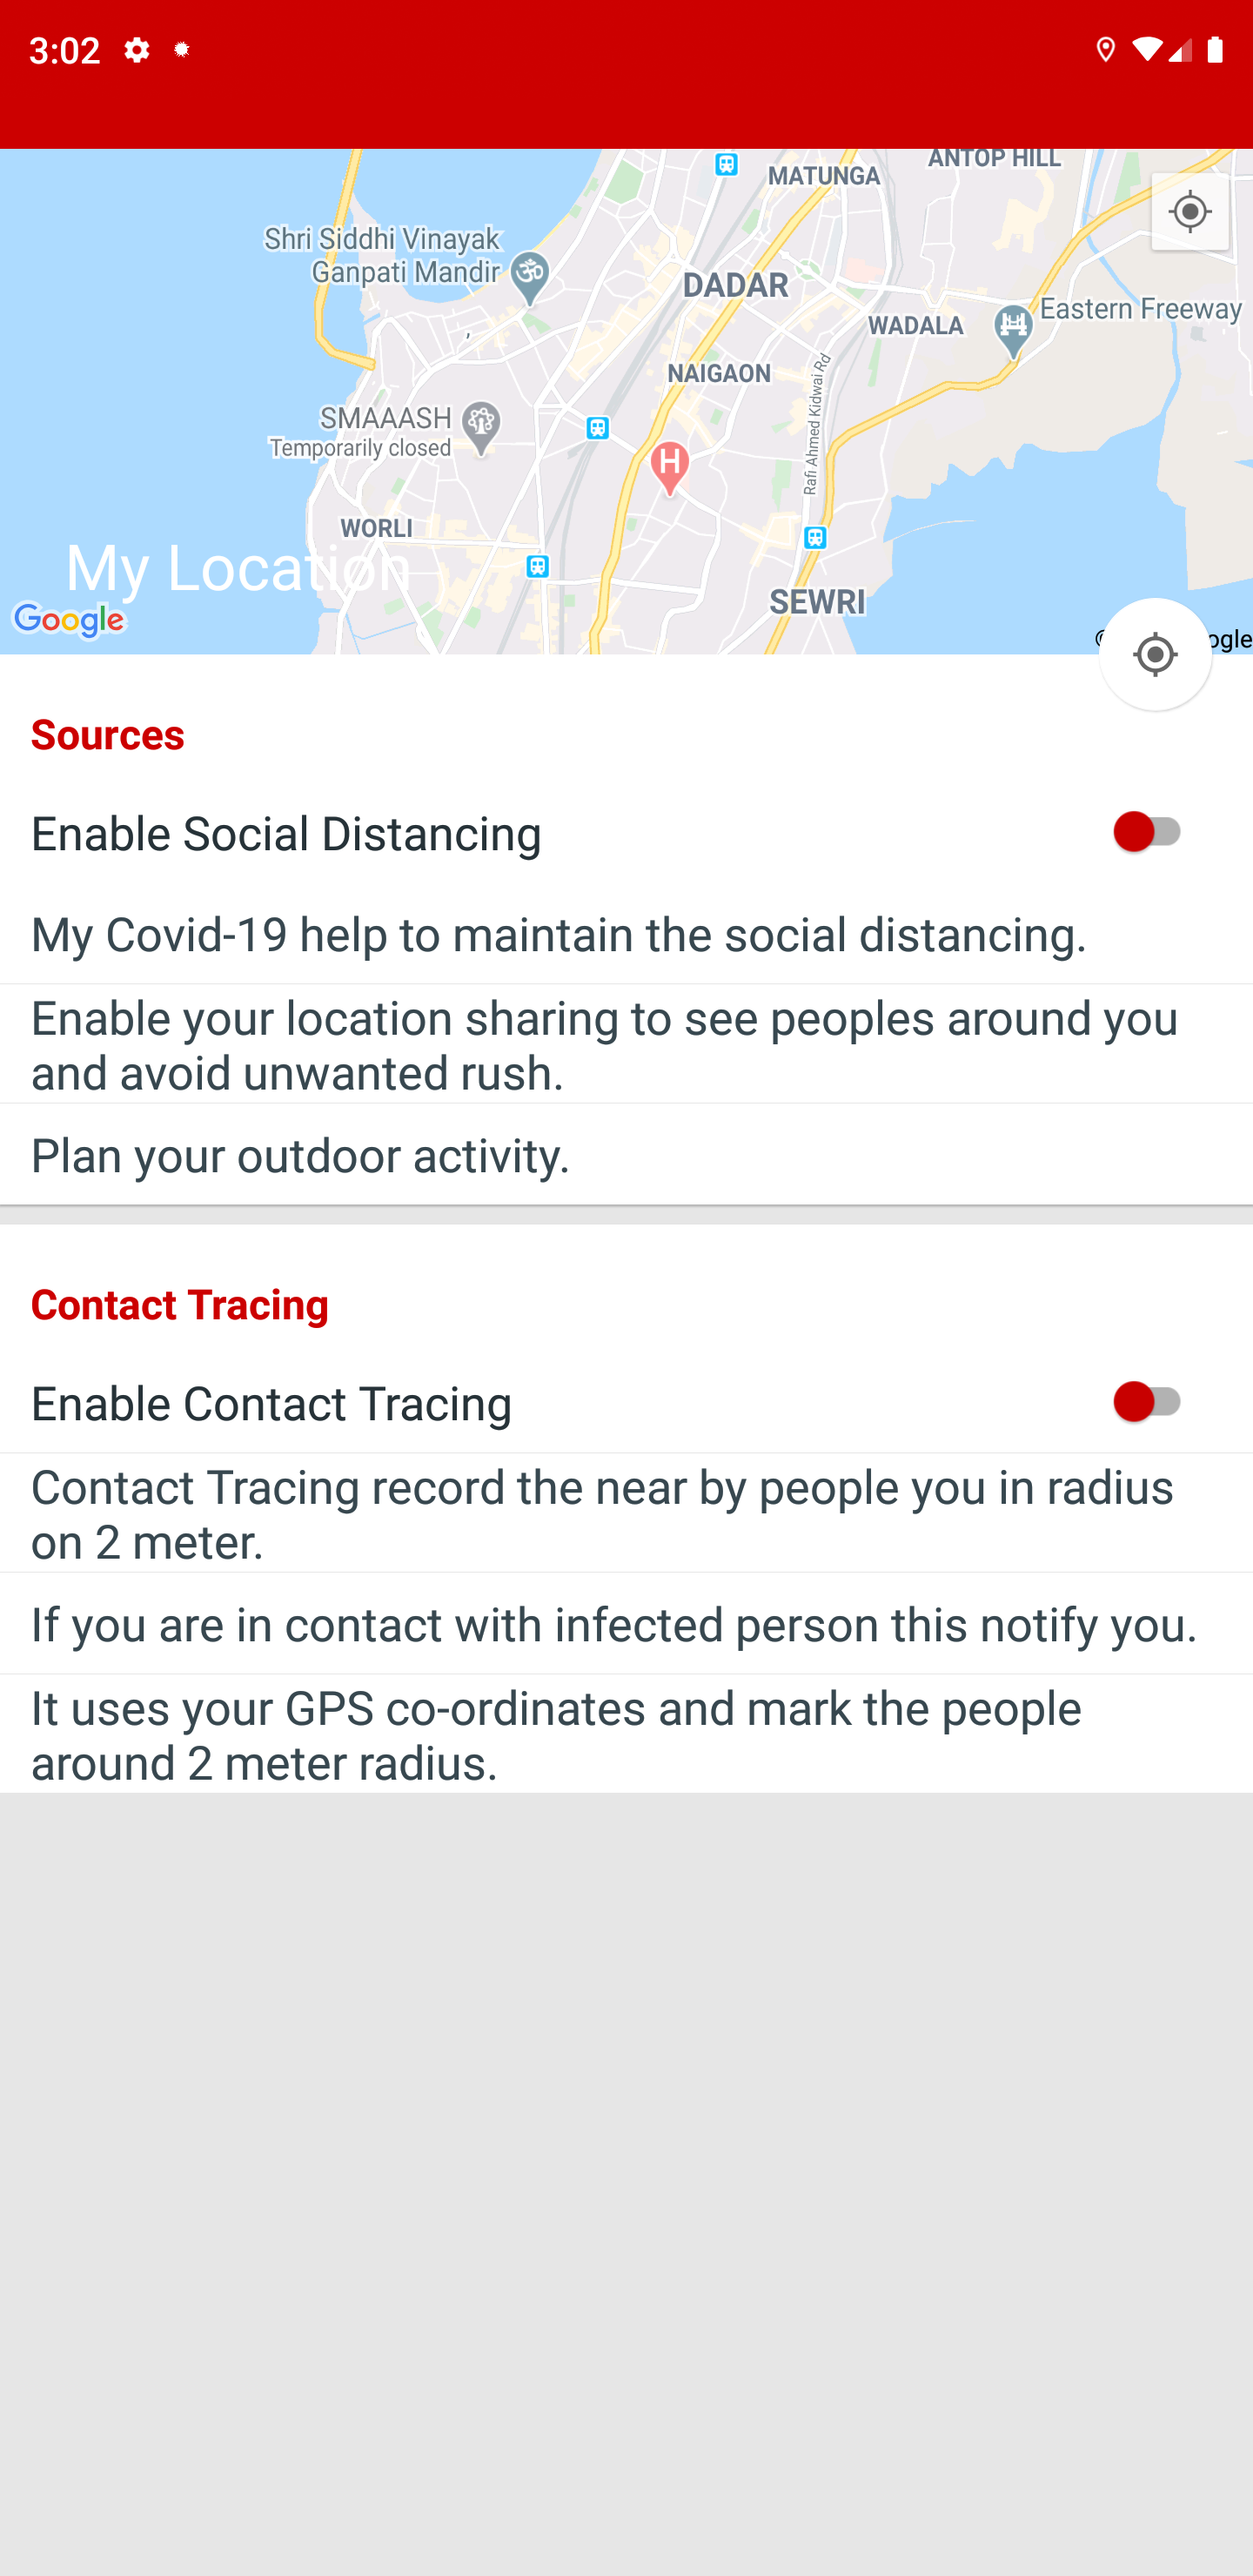 3:02
ANTOP HILL
MATUNGA
Shri Siddhi Vinayak
Ganpati Mandir
DADAR
Eastern Freeway
WADALA
NAIGAON
Rafi Ahmed Kidwai Rd
SMAAASH
Temporarily closed
H
WORLI
My Location
SEWRI
Google
Sources
Enable Social Distancing
My Covid-19 help to maintain the social distancing.
Enable your location sharing to see peoples around you
and avoid unwanted rush.
Plan your outdoor activity.
Contact Tracing
Enable Contact Tracing
Contact Tracing record the near by people you in radius
on 2 meter.
If you are in contact with infected person this notify you.
It uses your GPS co-ordinates and mark the people
around 2 meter radius.